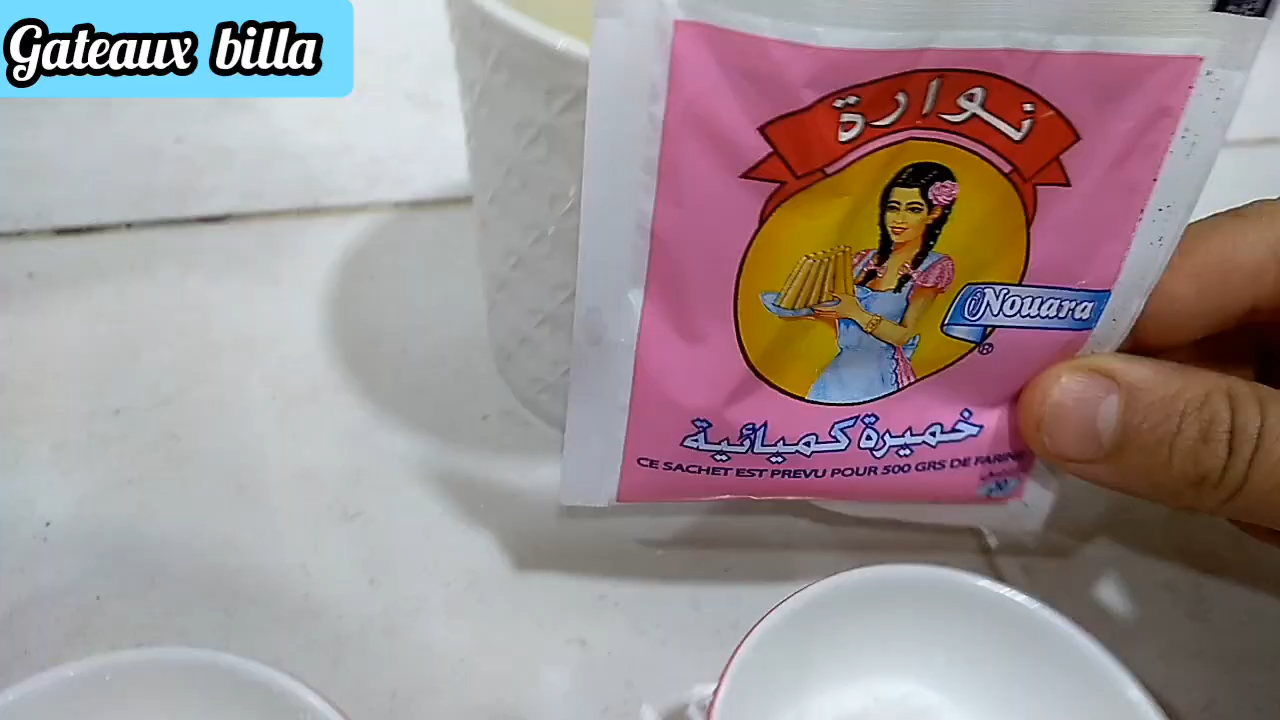 Gateaux billa
نوارة
Nouara
®
خميرة كميائية
CE SACHET EST PREVU POUR 500 GRS DE FARINE